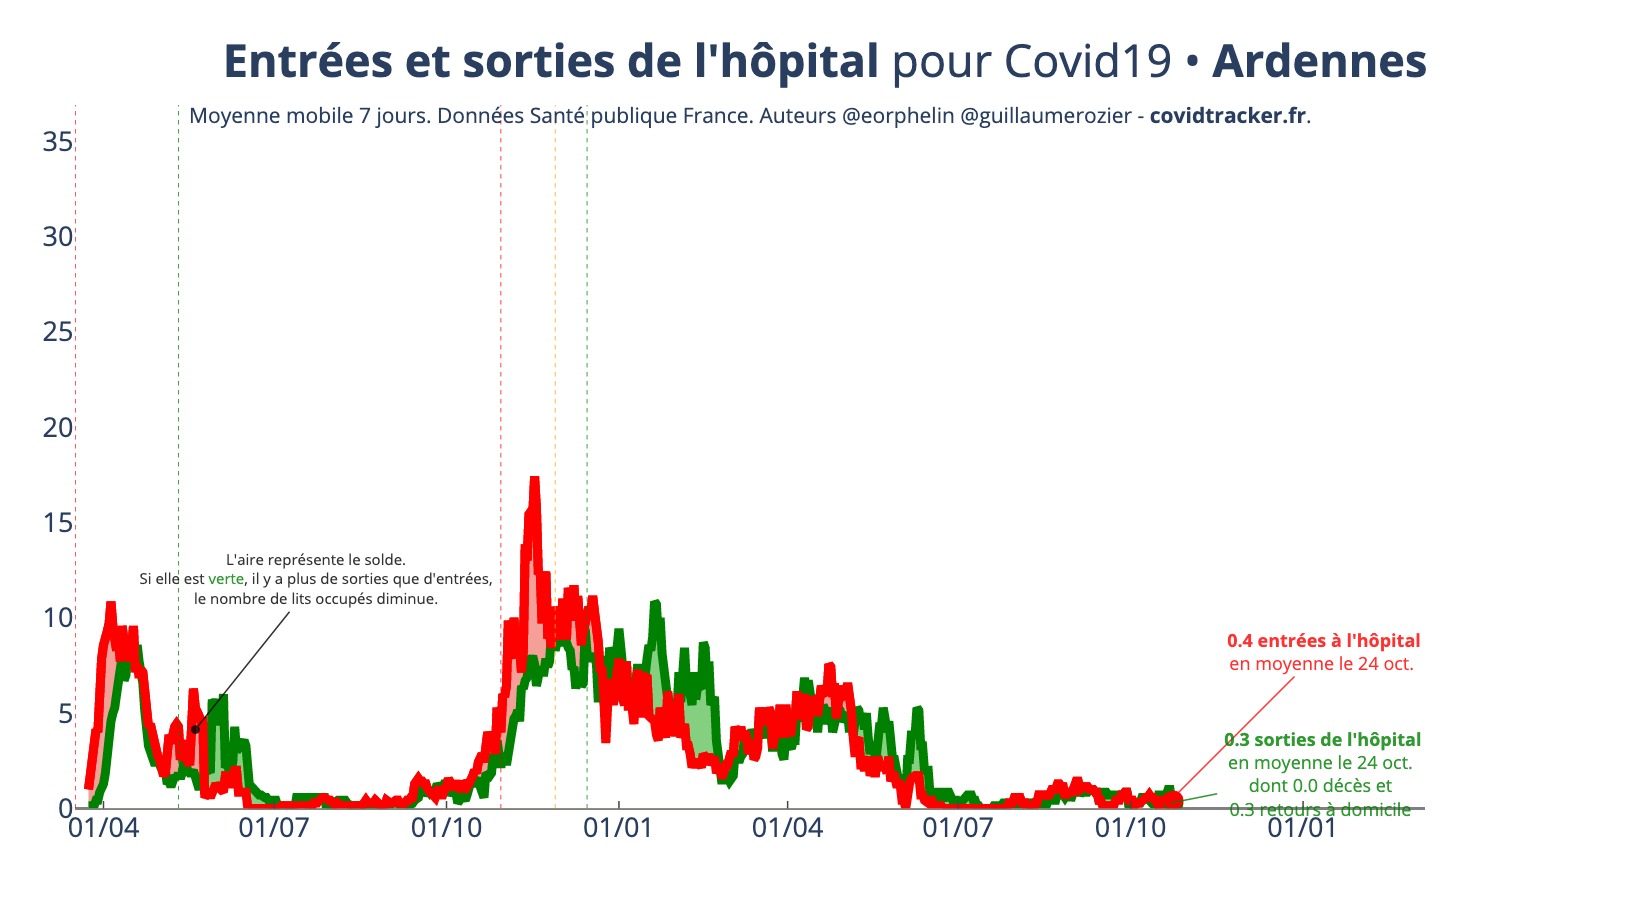 Entrées et sorties de l'hôpital pour Covid19 • Ardennes
Moyenne mobile 7 jours. Données Santé publique France. Auteurs @eorphelin @guillaumerozier - covidtracker.fr.
35
30
25
20
15
10
5
0
L'aire représente le solde.
Si elle est verte, il y a plus de sorties que d'entrées,
le nombre de lits occupés diminue.
0.4 entrées à l'hôpital
en moyenne le 24 oct.
0.3 sorties de l'hôpital
en moyenne le 24 oct.
dont 0.0 décès et
0.3 retours à domicile
01/04 01/07 01/10 01/01 01/04 01/07 01/10 01/01